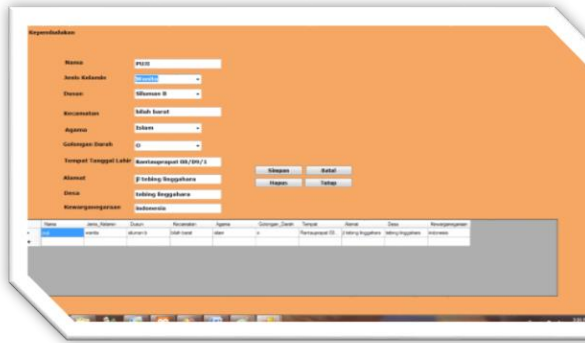 Kependudukan
Nama PUJI
Jenis Kelamin Wanita
Dusun Siluman B
Kecamatan bilah barat
Agama Islam
Golongan Darah O
Tempat Tanggal Lahir Rantauprapat 08/09/1
Simpan Batal
Alamat jl tebing linggahara
Hapus Tutup
Desa tebing linggahara
Kewarganegaraan indonesia
Nama Jenis_Kelamin Dusun Kecamatan Agama Golongan_Darah Tempat Alamat Desa Kewarganegaraan
wanita siluman b bilah barat islam o Rantauprapat 08... jl tebing linggahara tebing linggahara indonesia